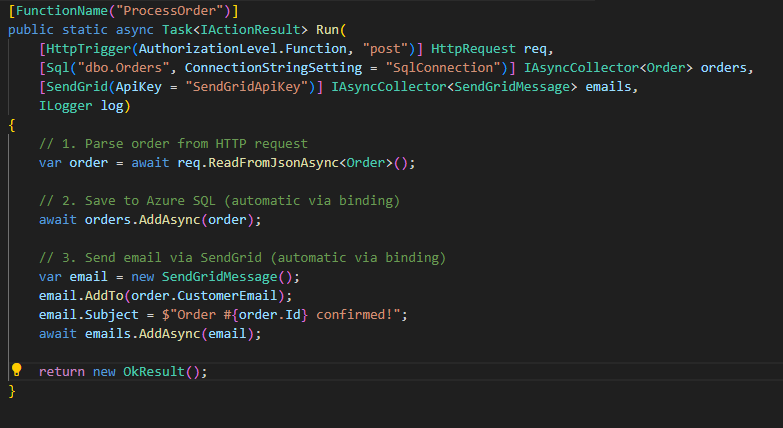 [FunctionName("ProcessOrder")]
public static async Task<IActionResult> Run(
    [HttpTrigger(AuthorizationLevel.Function, "post")] HttpRequest req,
    [Sql("dbo.Orders", ConnectionStringSetting = "SqlConnection")] IAsyncCollector<Order> orders,
    [SendGrid(ApiKey = "SendGridApiKey")] IAsyncCollector<SendGridMessage> emails,
    ILogger log)
{
    // 1. Parse order from HTTP request
    var order = await req.ReadFromJsonAsync<Order>();

    // 2. Save to Azure SQL (automatic via binding)
    await orders.AddAsync(order);

    // 3. Send email via SendGrid (automatic via binding)
    var email = new SendGridMessage();
    email.AddTo(order.CustomerEmail);
    email.Subject = $"Order #{order.Id} confirmed!";
    await emails.AddAsync(email);

    return new OkResult();
}